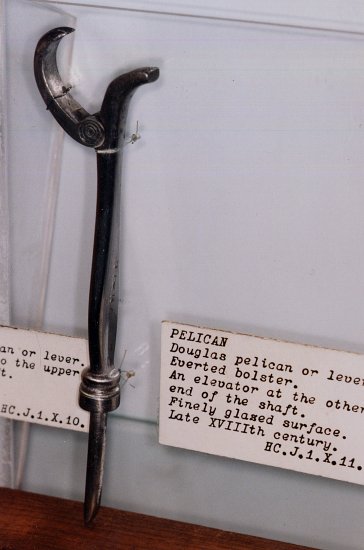 an or lever.
o the upper
ft.
HC.J.1.X.10.
PELICAN
Douglas pelican or lever
Everted bolster.
An elevator at the other
end of the shaft.
Finely glazed surface.
Late XVIIIth century.
HC.J.1.X.11.